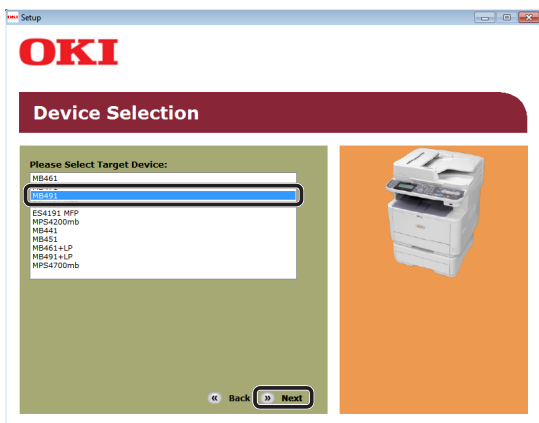 OKI Setup
OKI
Device Selection
Please Select Target Device:
MB461
MB491
ES4191 MFP
MPS4200mb
MB441
MB451
MB461+LP
MB491+LP
MPS4700mb
« Back » Next